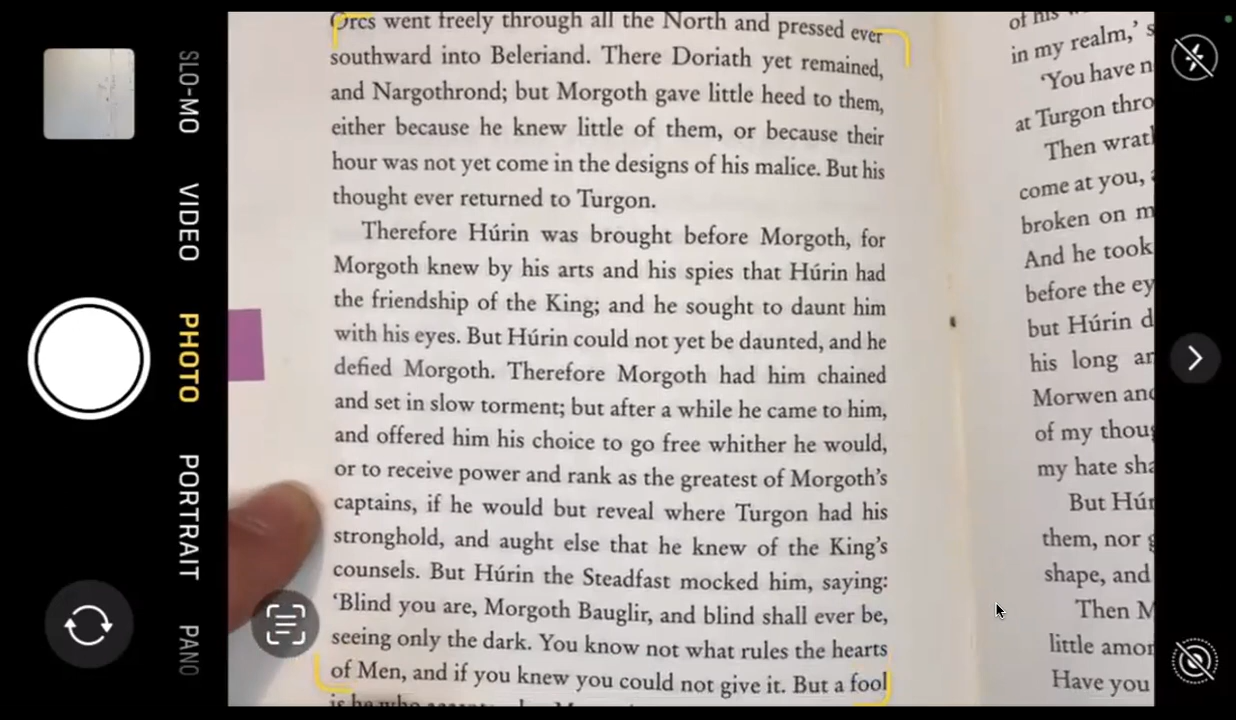 SLO-MO
VIDEO
PHOTO
PORTRAIT
PANO
Orcs went freely through all the North and pressed ever
southward into Beleriand. There Doriath yet remained,
and Nargothrond; but Morgoth gave little heed to them,
either because he knew little of them, or because their
hour was not yet come in the designs of his malice. But his
thought ever returned to Turgon.
Therefore Húrin was brought before Morgoth, for
Morgoth knew by his arts and his spies that Húrin had
the friendship of the King; and he sought to daunt him
with his eyes. But Húrin could not yet be daunted, and he
defied Morgoth. Therefore Morgoth had him chained
and set in slow torment; but after a while he came to him,
and offered him his choice to go free whither he would,
or to receive power and rank as the greatest of Morgoth’s
captains, if he would but reveal where Turgon had his
stronghold, and aught else that he knew of the King’s
counsels. But Húrin the Steadfast mocked him, saying:
‘Blind you are, Morgoth Bauglir, and blind shall ever be,
seeing only the dark. You know not what rules the hearts
of Men, and if you knew you could not give it. But a fool
is he who
of his
in my realm,’ s
‘You have n
at Turgon thro
Then wrat
come at you,
broken on m
And he took
before the ey
but Húrin d
his long ar
Morwen and
of my thoug
my hate sha
But Húr
them, nor g
shape, and
Then M
little amor
Have you